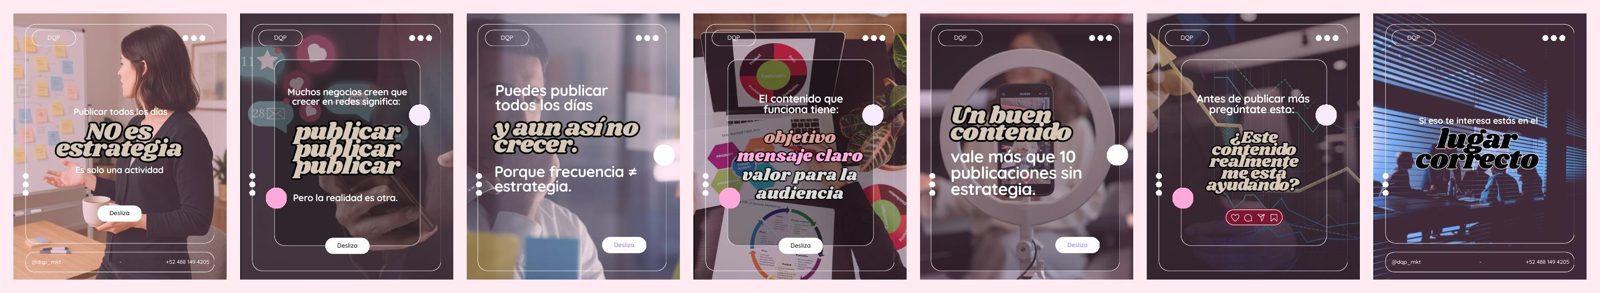 DQP
Publicar todos los días
NO es
estrategia
Es solo una actividad
Desliza
@dqp_mkt
-
+52 488 149 4205
DQP
11
28
Muchos negocios creen que
crecer en redes significa:
publicar
publicar
publicar
Pero la realidad es otra.
Desliza
DQP
Puedes publicar
todos los días
y aun así no
crecer.
Porque frecuencia ≠
estrategia.
Desliza
DQP
El contenido que
funciona tiene:
objetivo
mensaje claro
valor para la
audiencia
Desliza
DQP
Un buen
contenido
vale más que 10
publicaciones sin
estrategia.
Desliza
DQP
Antes de publicar más
pregúntate esto:
¿Este
contenido
realmente
me está
ayudando?
DQP
Si eso te interesa estás en el
lugar
correcto
@dqp_mkt
-
+52 488 149 4205